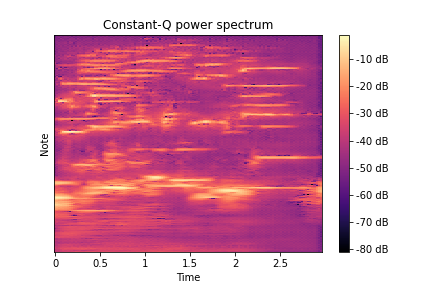 Constant-Q power spectrum
Note
-10 dB
-20 dB
-30 dB
-40 dB
-50 dB
-60 dB
-70 dB
-80 dB
0 0.5 1 1.5 2 2.5
Time